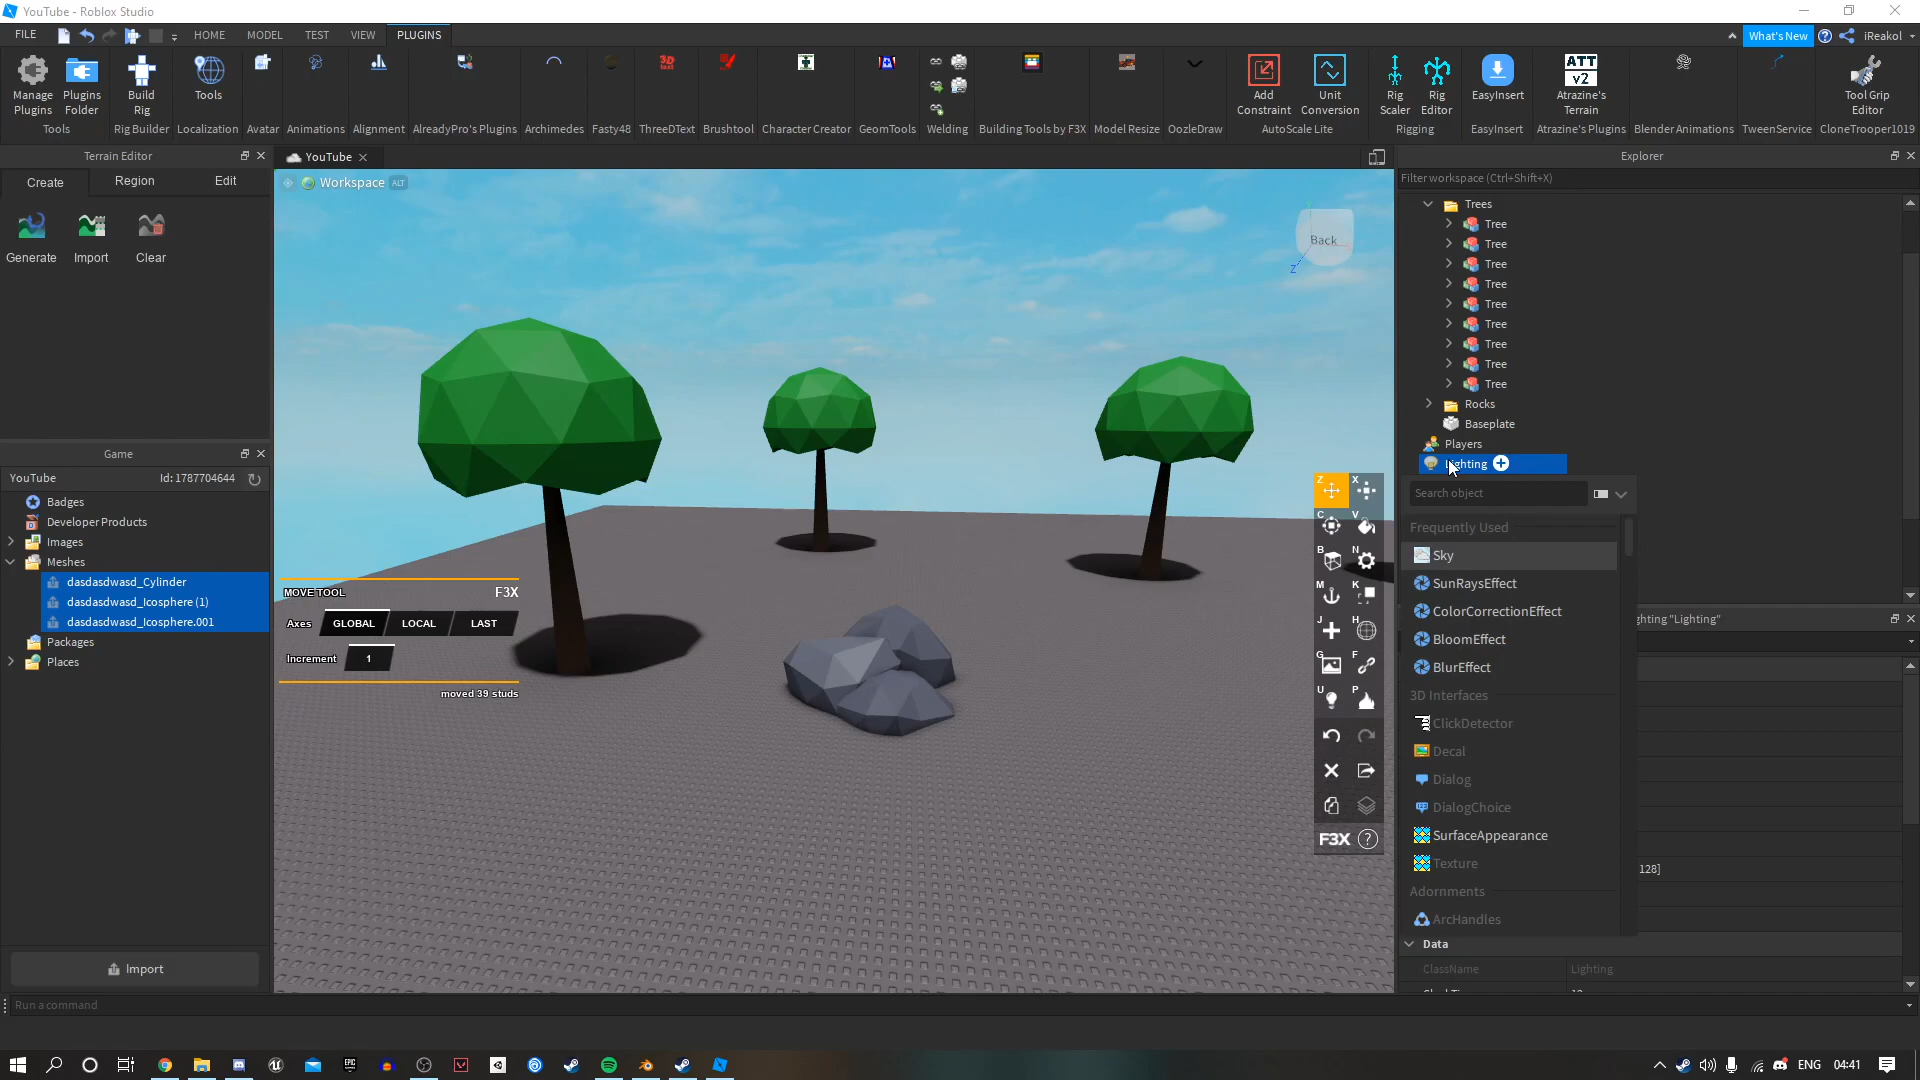 YouTube - Roblox Studio
FILE HOME MODEL TEST VIEW PLUGINS What's New iReakol
Manage Plugins
Plugins Folder
Build Rig
Tools
Add Constraint
Unit Conversion
Rig Scaler
Rig Editor
EasyInsert
ATT v2
Atrazine's Terrain
Tool Grip Editor
3D text
Tools Rig Builder Localization Avatar Animations Alignment AlreadyPro's Plugins Archimedes Fasty48 ThreeDText Brushtool Character Creator GeomTools Welding Building Tools by F3X Model Resize OozleDraw AutoScale Lite Rigging EasyInsert Atrazine's Plugins Blender Animations TweenService CloneTrooper1019
Terrain Editor
Create Region Edit
Generate Import Clear
Game
YouTube Id: 1787704644
Badges
Developer Products
Images
Meshes
dasdasdwasd_Cylinder
dasdasdwasd_Icosphere (1)
dasdasdwasd_Icosphere.001
Packages
Places
Import
YouTube
Workspace ALT
Back
Z
MOVE TOOL F3X
Axes GLOBAL LOCAL LAST
Increment 1
moved 39 studs
Z X
C V
B N
M K
J H
G F
U P
F3X ?
Explorer
Filter workspace (Ctrl+Shift+X)
Trees
Tree
Tree
Tree
Tree
Tree
Tree
Tree
Tree
Tree
Rocks
Baseplate
Players
Lighting
Search object
Frequently Used
Sky
SunRaysEffect
ColorCorrectionEffect
BloomEffect
BlurEffect
3D Interfaces
ClickDetector
Decal
Dialog
DialogChoice
SurfaceAppearance
Texture
Adornments
ArcHandles
ghting "Lighting"
128]
Data
ClassName Lighting
Run a command
ENG 04:41